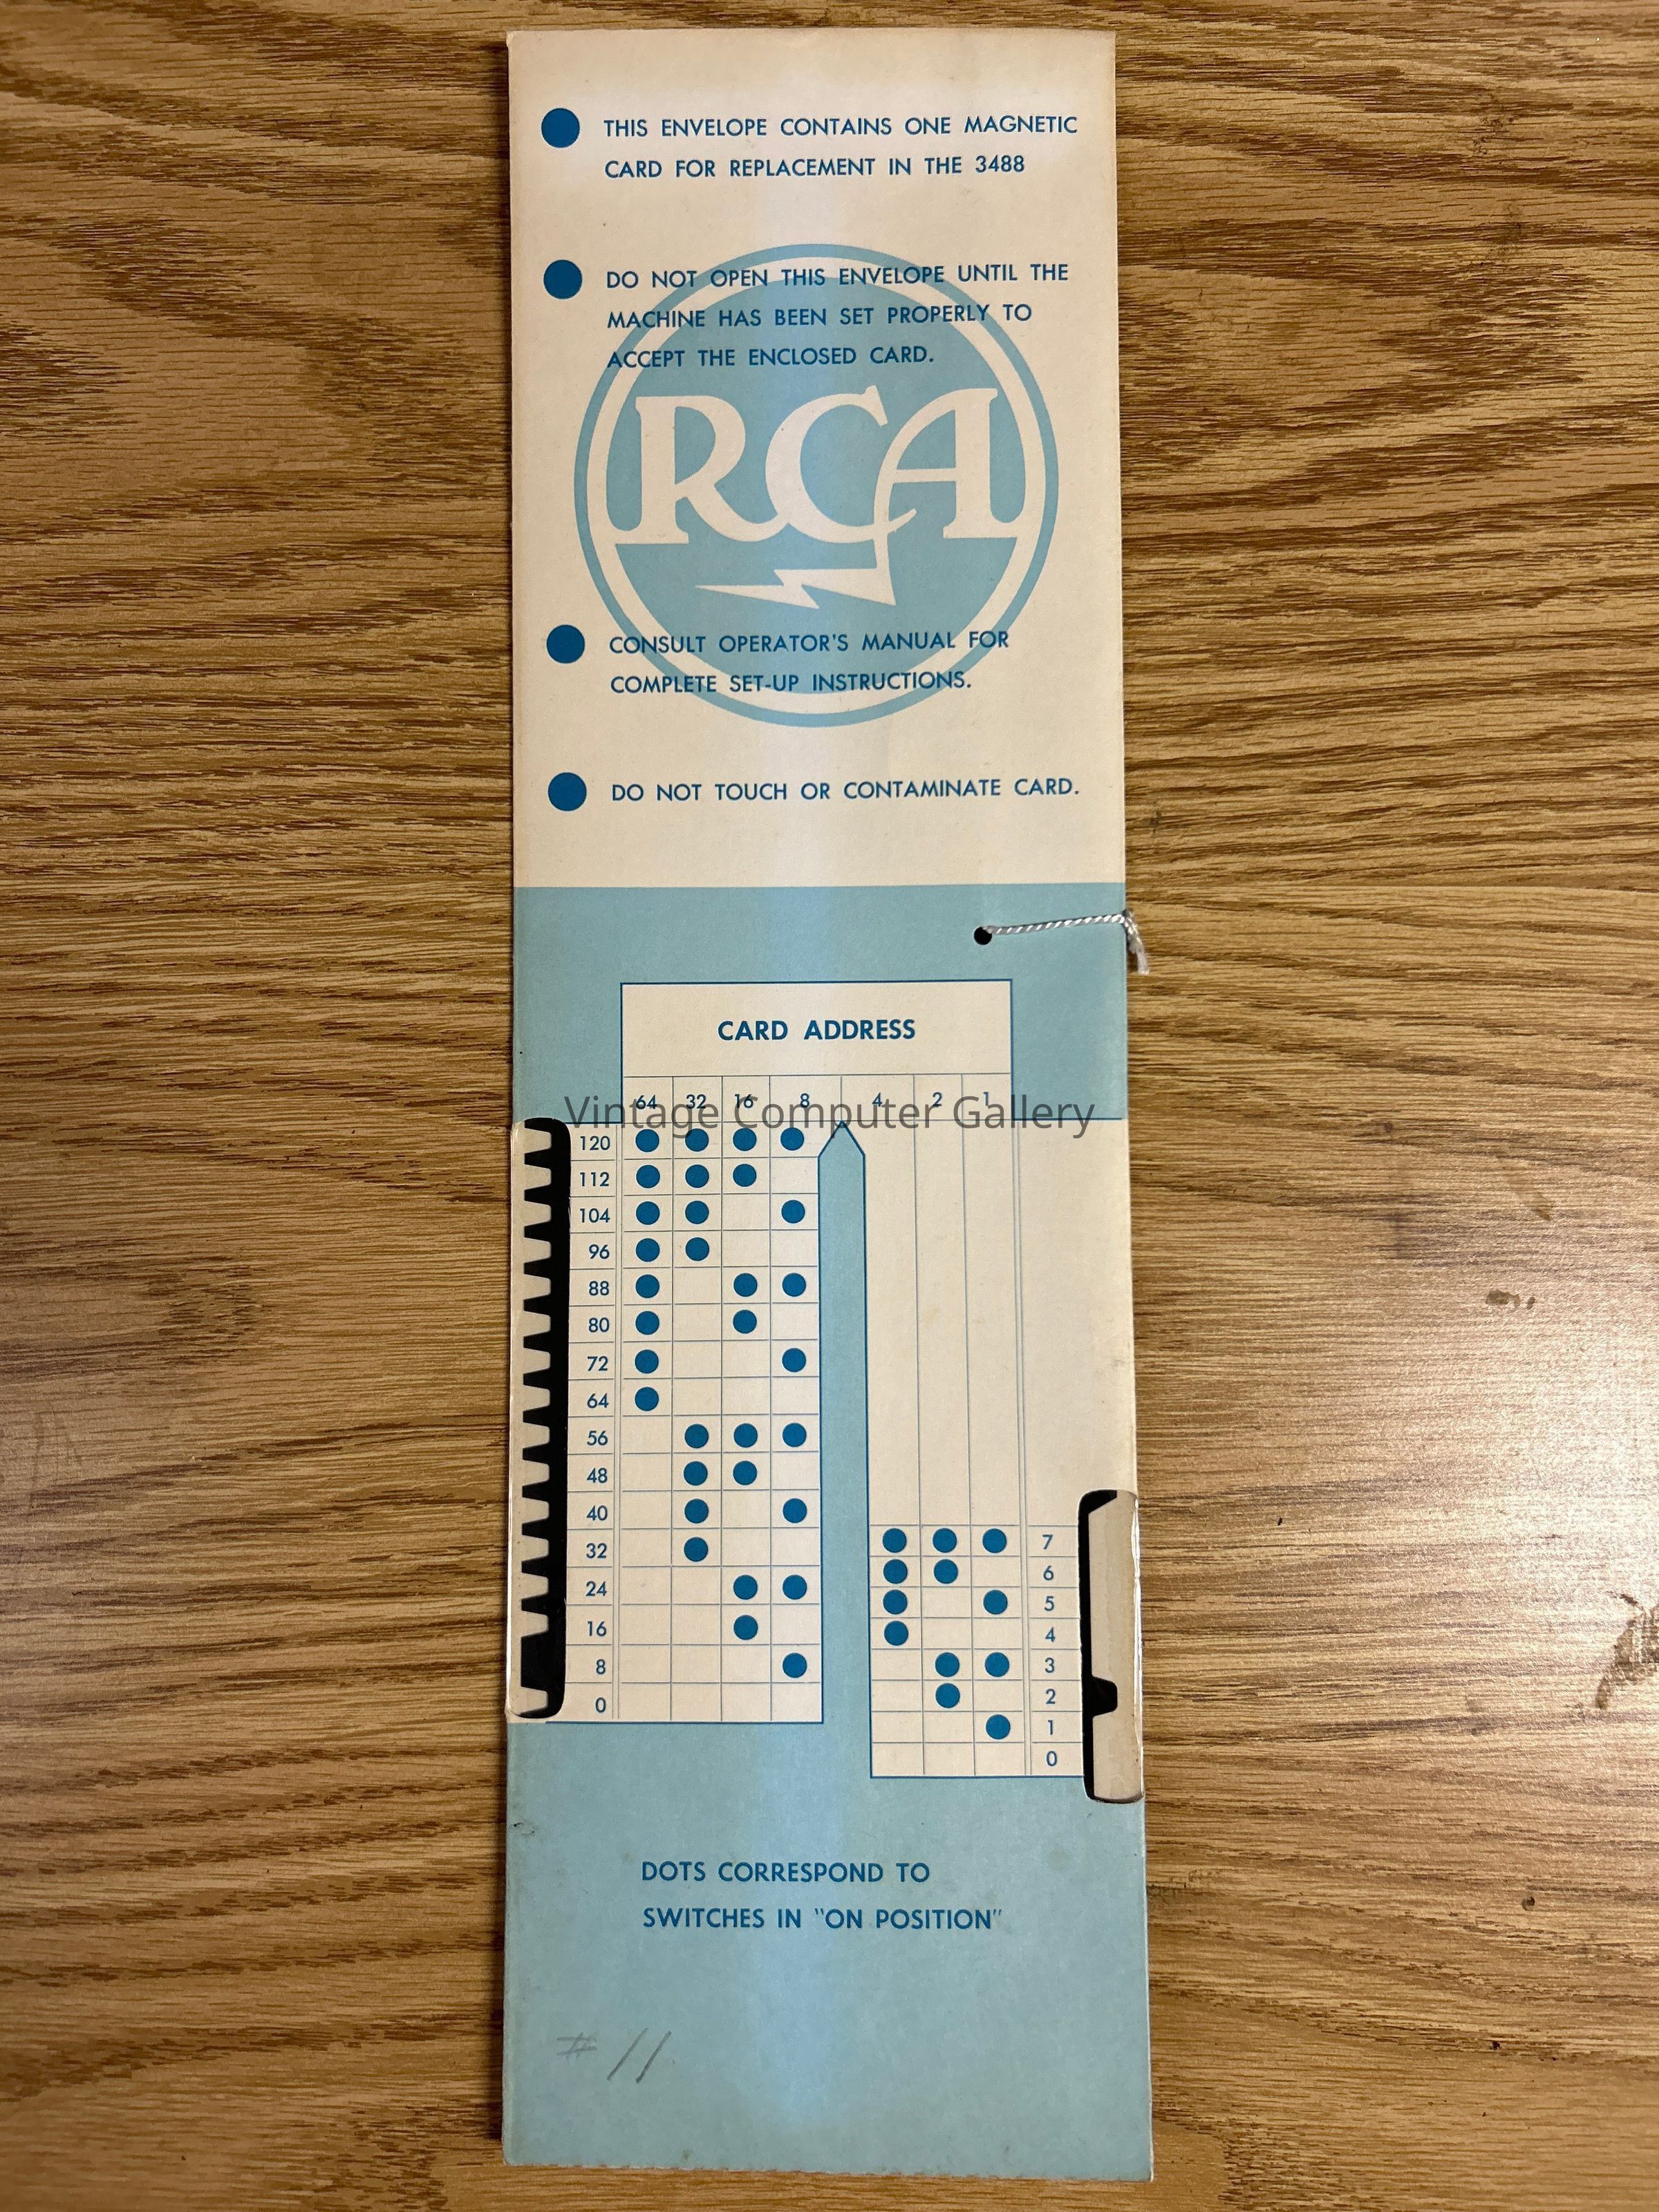 THIS ENVELOPE CONTAINS ONE MAGNETIC
CARD FOR REPLACEMENT IN THE 3488
DO NOT OPEN THIS ENVELOPE UNTIL THE
MACHINE HAS BEEN SET PROPERLY TO
ACCEPT THE ENCLOSED CARD.
RCA
CONSULT OPERATOR'S MANUAL FOR
COMPLETE SET-UP INSTRUCTIONS.
DO NOT TOUCH OR CONTAMINATE CARD.
CARD ADDRESS
64 32 16 8 4 2 1
Vintage Computer Gallery
120
112
104
96
88
80
72
64
56
48
40
32
24
16
8
0
7
6
5
4
3
2
1
0
DOTS CORRESPOND TO
SWITCHES IN "ON POSITION"
# 11